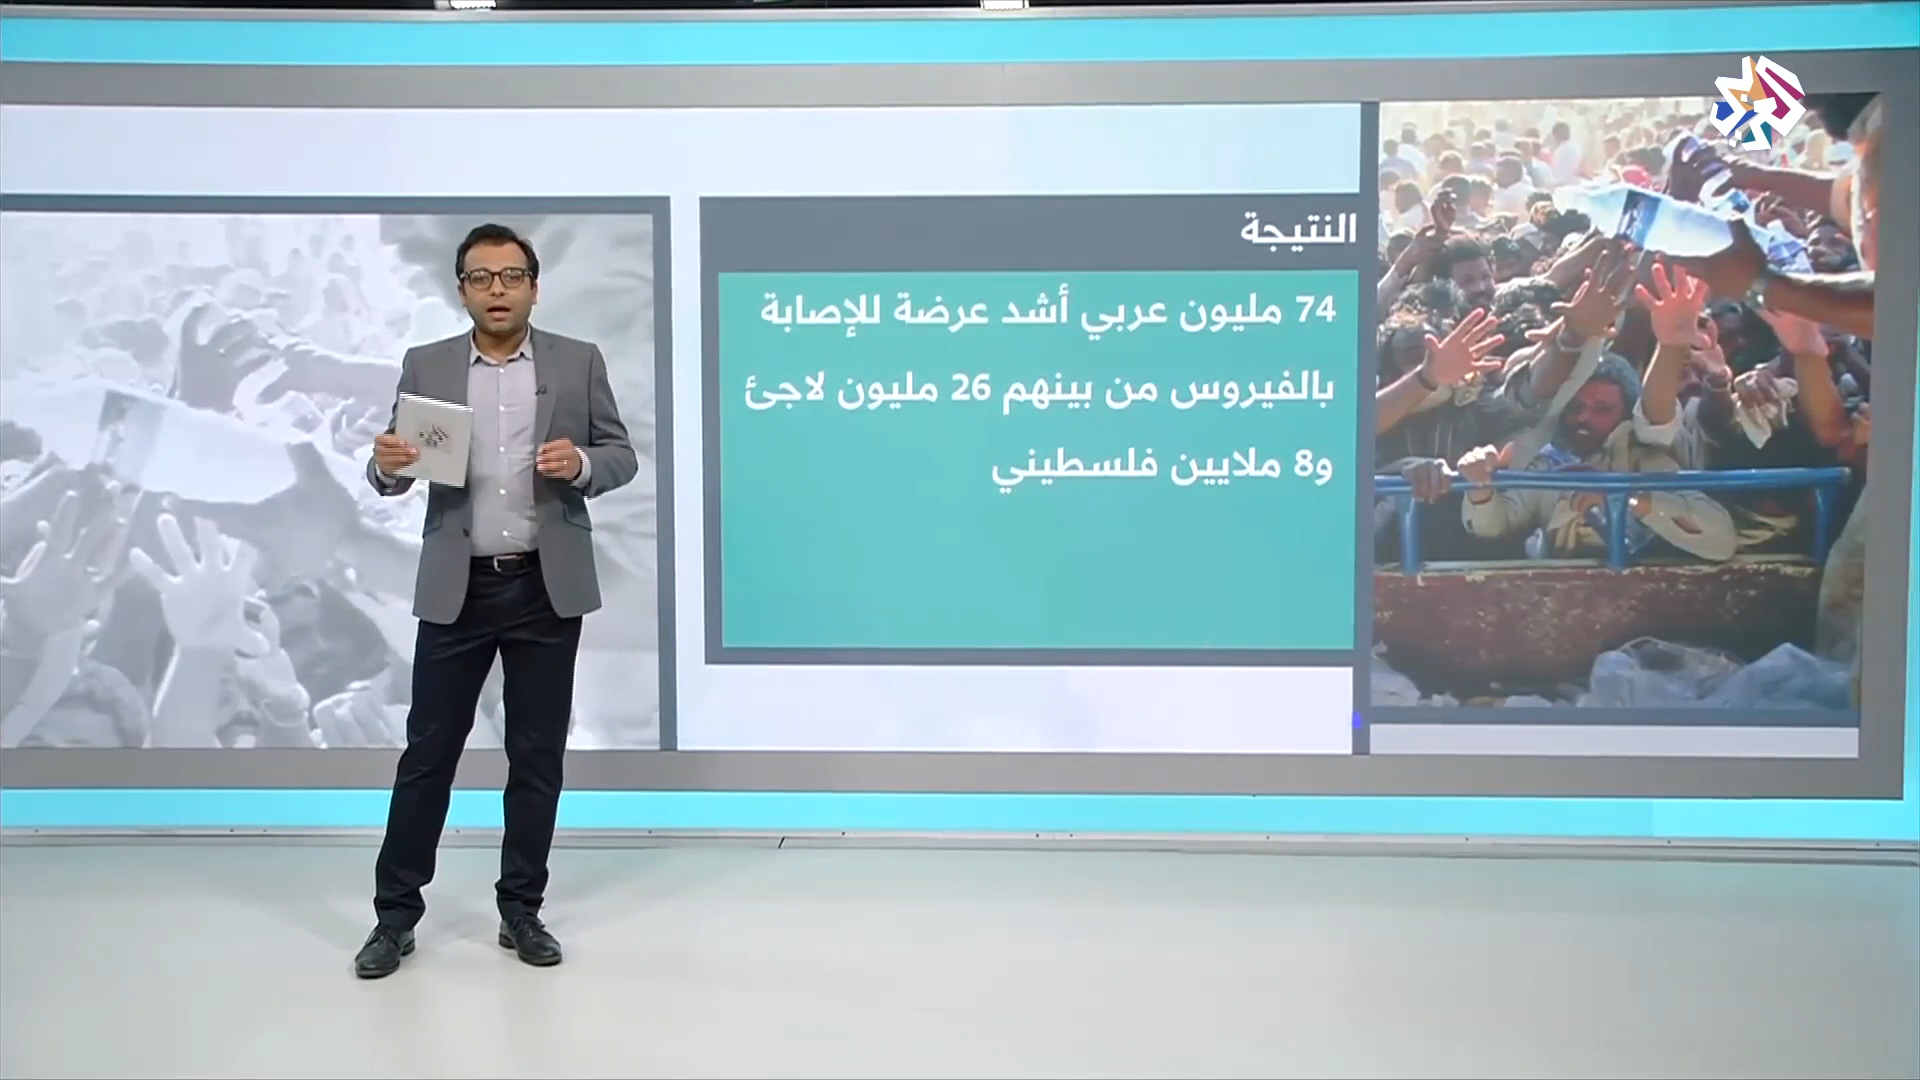 النتيجة
74 مليون عربي أشد عرضة للإصابة
بالفيروس من بينهم 26 مليون لاجئ
و8 ملايين فلسطيني